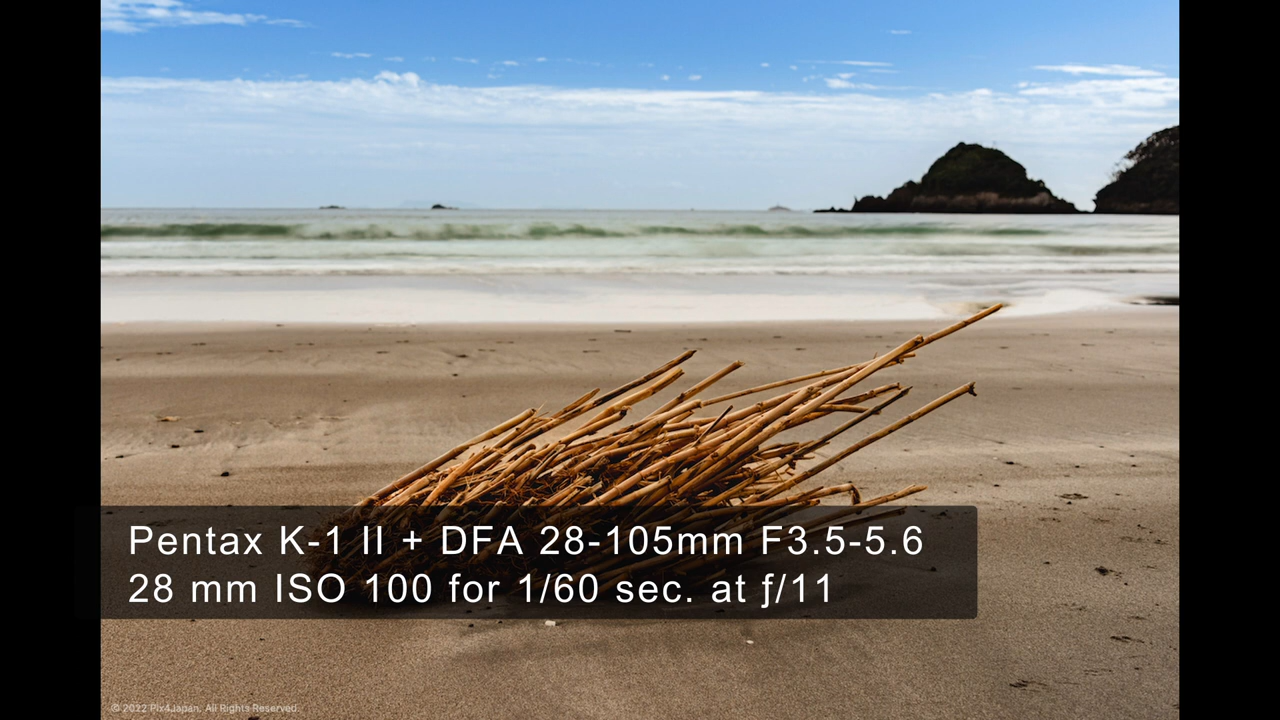 Pentax K-1 II + DFA 28-105mm F3.5-5.6
28 mm ISO 100 for 1/60 sec. at ƒ/11
© 2022 Pix4Japan. All Rights Reserved.